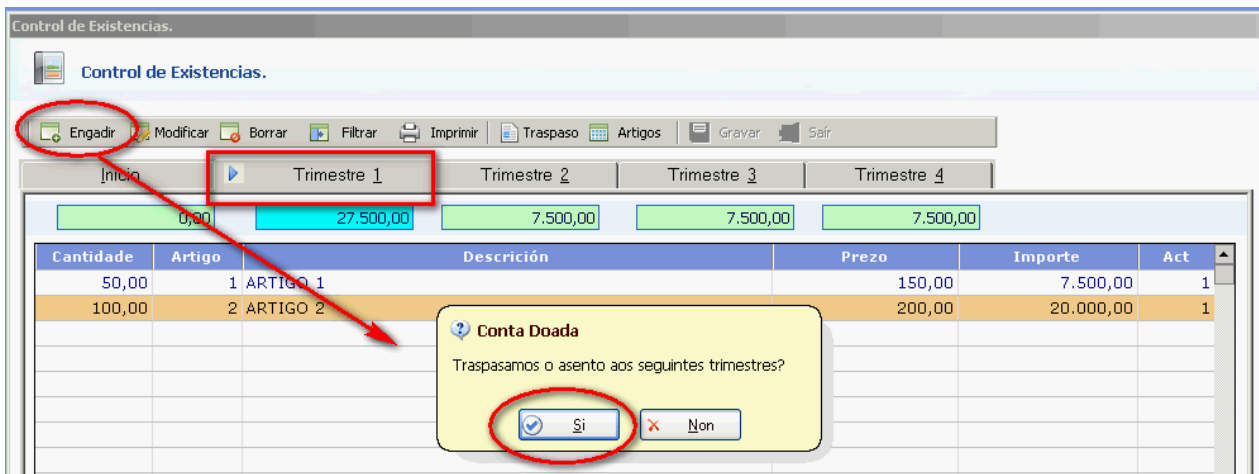 Control de Existencias.
Control de Existencias.
Engadir Modificar Borrar Filtrar Imprimir Traspaso Artigos Gravar Saír
Inicio Trimestre 1 Trimestre 2 Trimestre 3 Trimestre 4
0,00 27.500,00 7.500,00 7.500,00 7.500,00
Cantidade Artigo Descrición Prezo Importe Act
50,00 1 ARTIGO 1 150,00 7.500,00 1
100,00 2 ARTIGO 2 200,00 20.000,00 1
Conta Doada
Traspasamos o asento aos seguintes trimestres?
Si Non